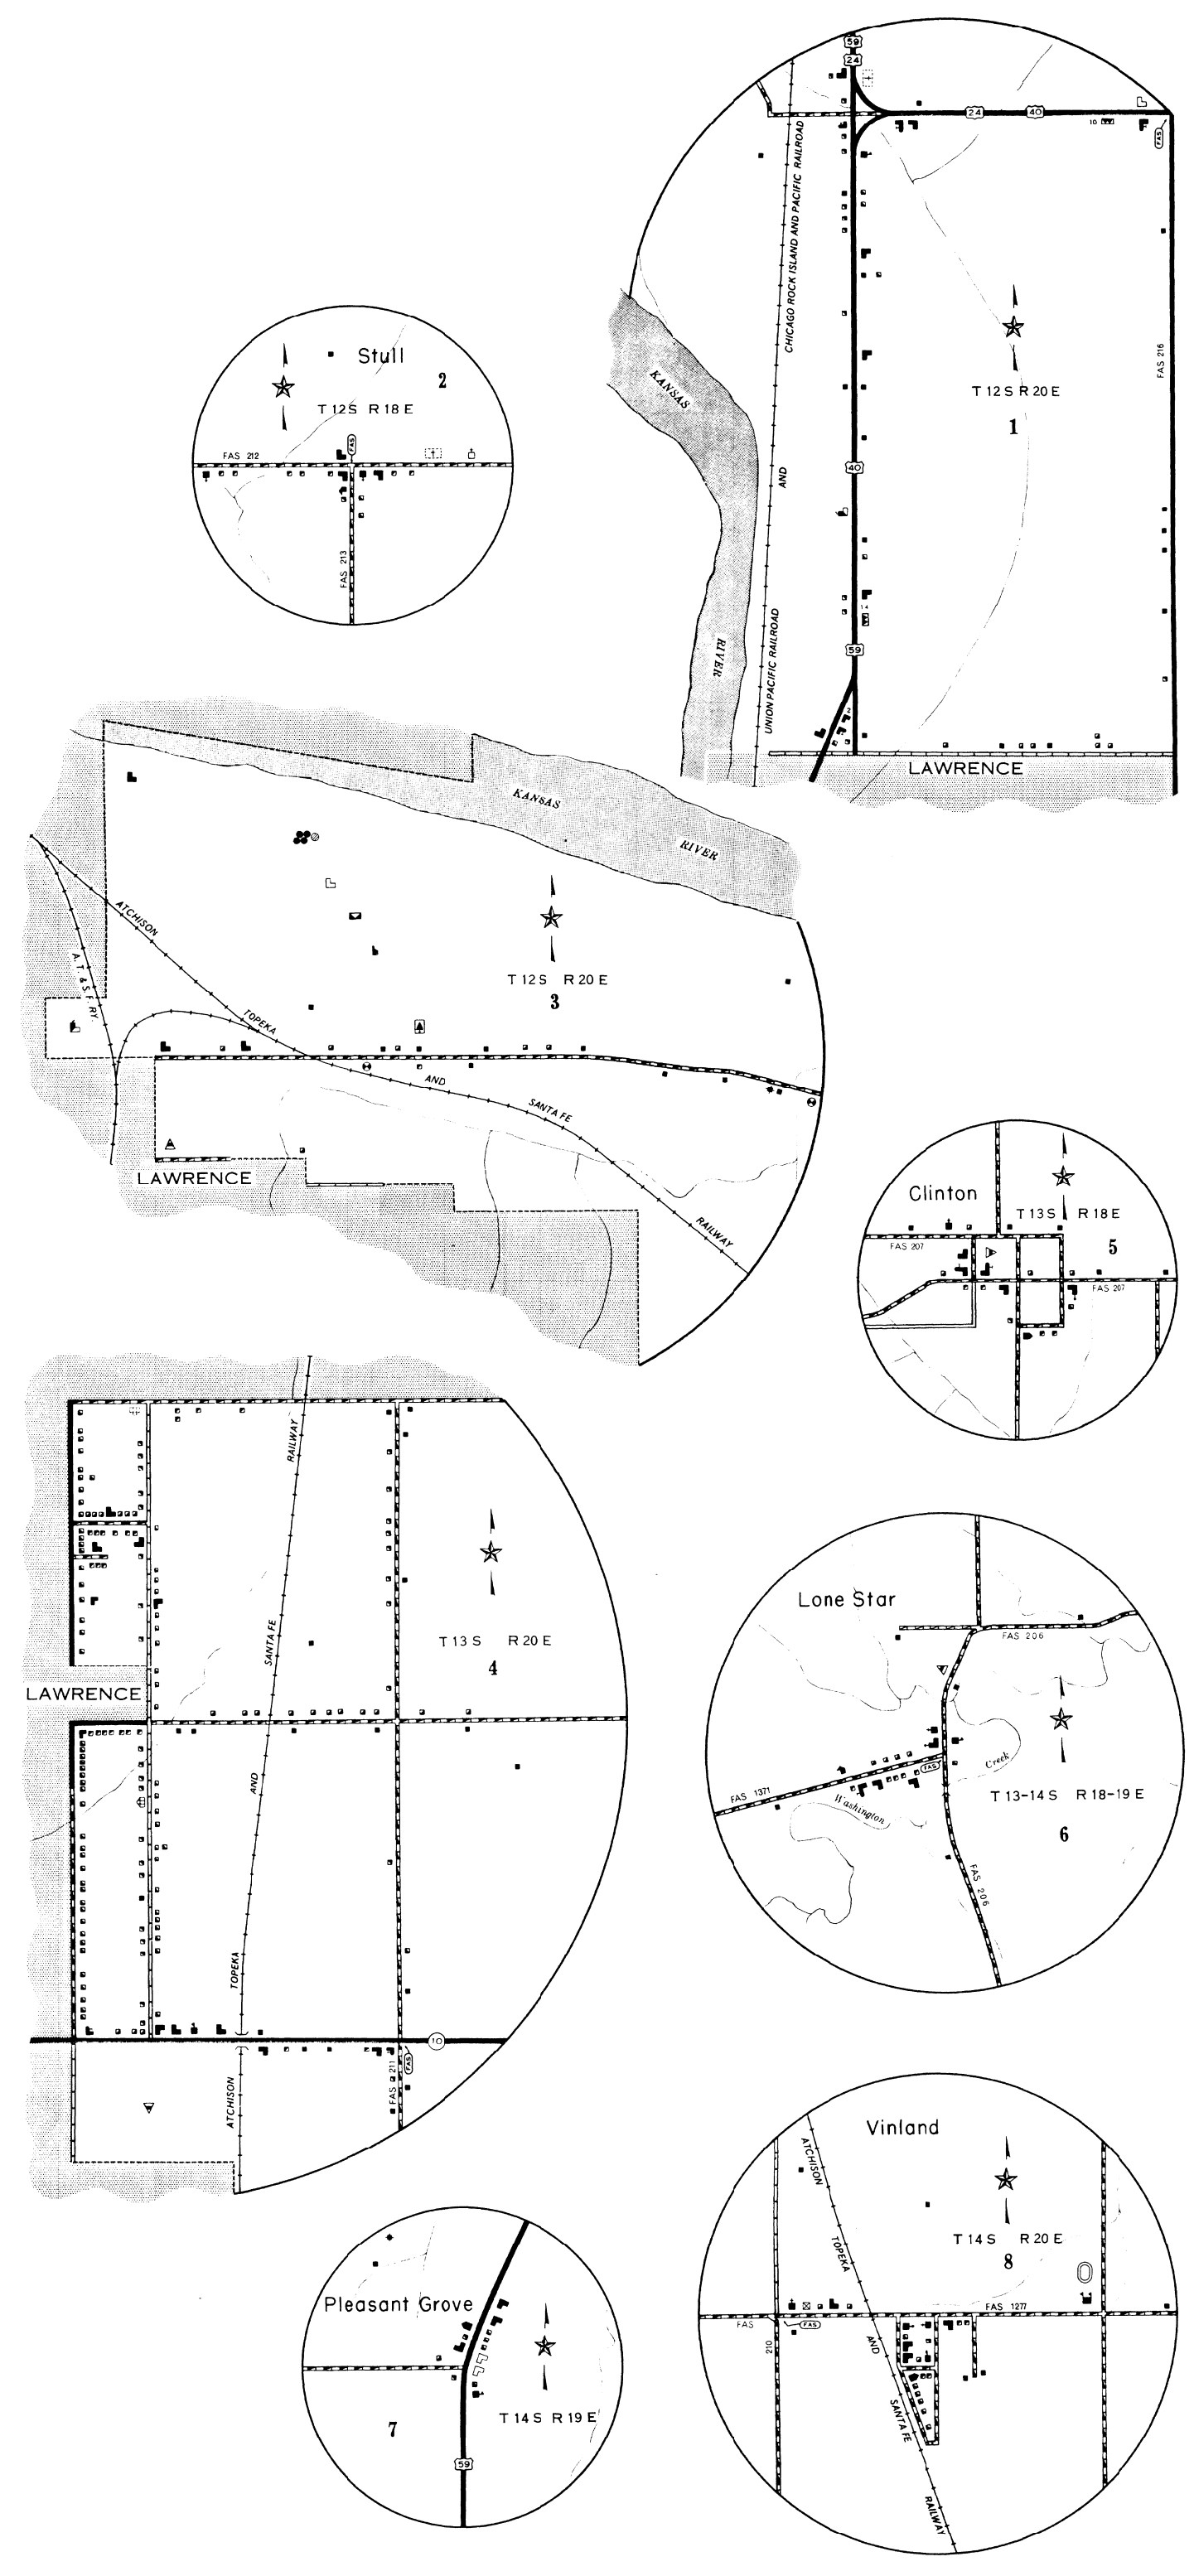 59
24
24
40
10
FAS
CHICAGO ROCK ISLAND AND PACIFIC RAILROAD
AND
UNION PACIFIC RAILROAD
KANSAS
RIVER
FAS 216
T 12 S R 20 E
1
40
59
LAWRENCE
Stull
2
T 12 S R 18 E
FAS 212
FAS
FAS 213
KANSAS
RIVER
ATCHISON
A. T. & S. F. RY.
TOPEKA
AND
SANTA FE
RAILWAY
T 12 S R 20 E
3
LAWRENCE
Clinton
T 13 S R 18 E
5
FAS 207
FAS 207
RAILWAY
SANTA FE
AND
TOPEKA
ATCHISON
T 13 S R 20 E
4
LAWRENCE
10
FAS
FAS 211
Lone Star
FAS 206
T 13-14 S R 18-19 E
6
FAS 1371
FAS
Washington
Creek
FAS 206
Vinland
ATCHISON
TOPEKA
AND
SANTA FE
RAILWAY
T 14 S R 20 E
8
FAS 1277
FAS
FAS
210
Pleasant Grove
T 14 S R 19 E
7
59